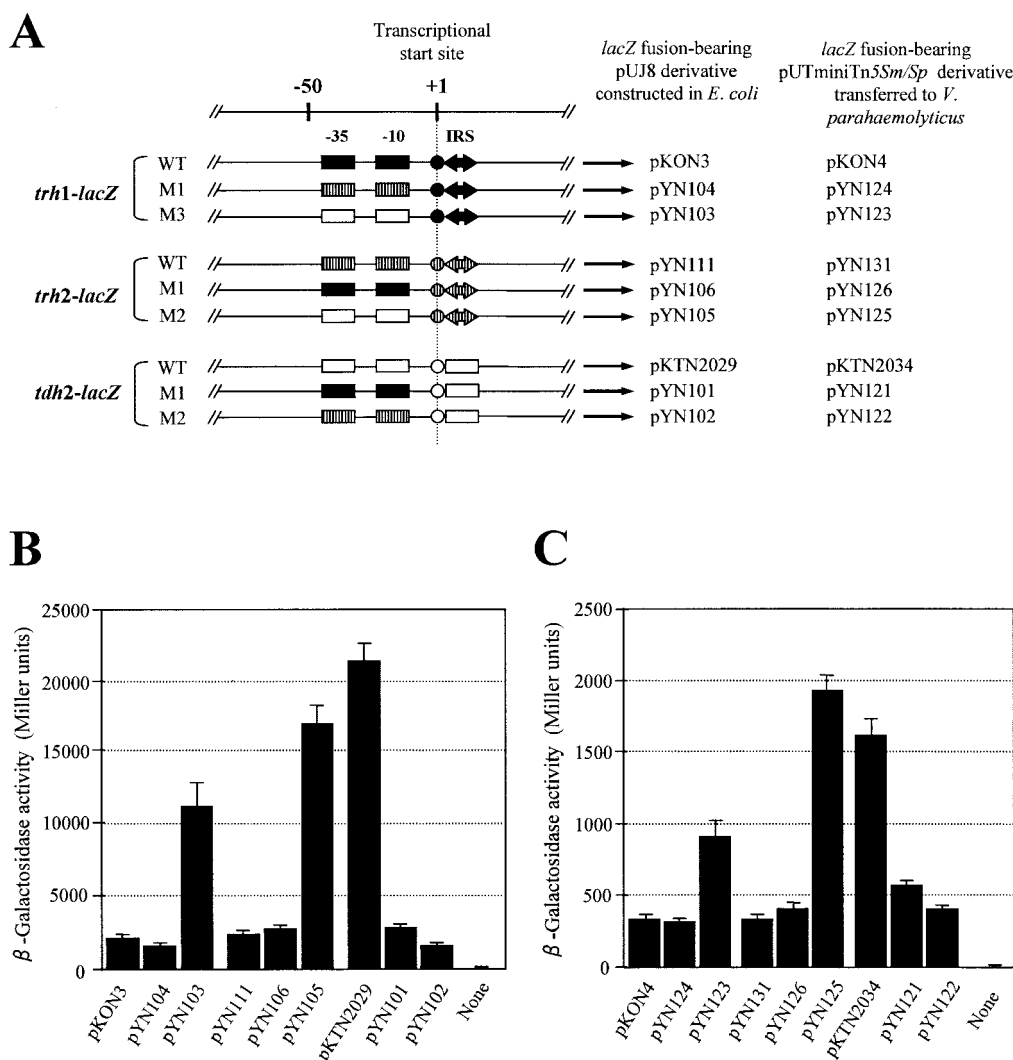 A
Transcriptional
start site
lacZ fusion-bearing
pUJ8 derivative
constructed in E. coli
lacZ fusion-bearing
pUTminiTn5Sm/Sp derivative
transferred to V.
parahaemolyticus
-50
+1
-35
-10
IRS
trh1-lacZ
WT
pKON3
pKON4
M1
pYN104
pYN124
M3
pYN103
pYN123
trh2-lacZ
WT
pYN111
pYN131
M1
pYN106
pYN126
M2
pYN105
pYN125
tdh2-lacZ
WT
pKTN2029
pKTN2034
M1
pYN101
pYN121
M2
pYN102
pYN122
B
β-Galactosidase activity (Miller units)
25000
20000
15000
10000
5000
0
pKON3
pYN104
pYN103
pYN111
pYN106
pYN105
pKTN2029
pYN101
pYN102
None
C
β-Galactosidase activity (Miller units)
2500
2000
1500
1000
500
0
pKON4
pYN124
pYN123
pYN131
pYN126
pYN125
pKTN2034
pYN121
pYN122
None